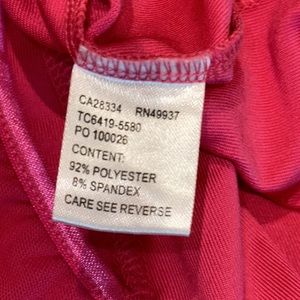 CA28334 RN49937
TC6419-5580
PO 100026
CONTENT:
92% POLYESTER
8% SPANDEX
CARE SEE REVERSE